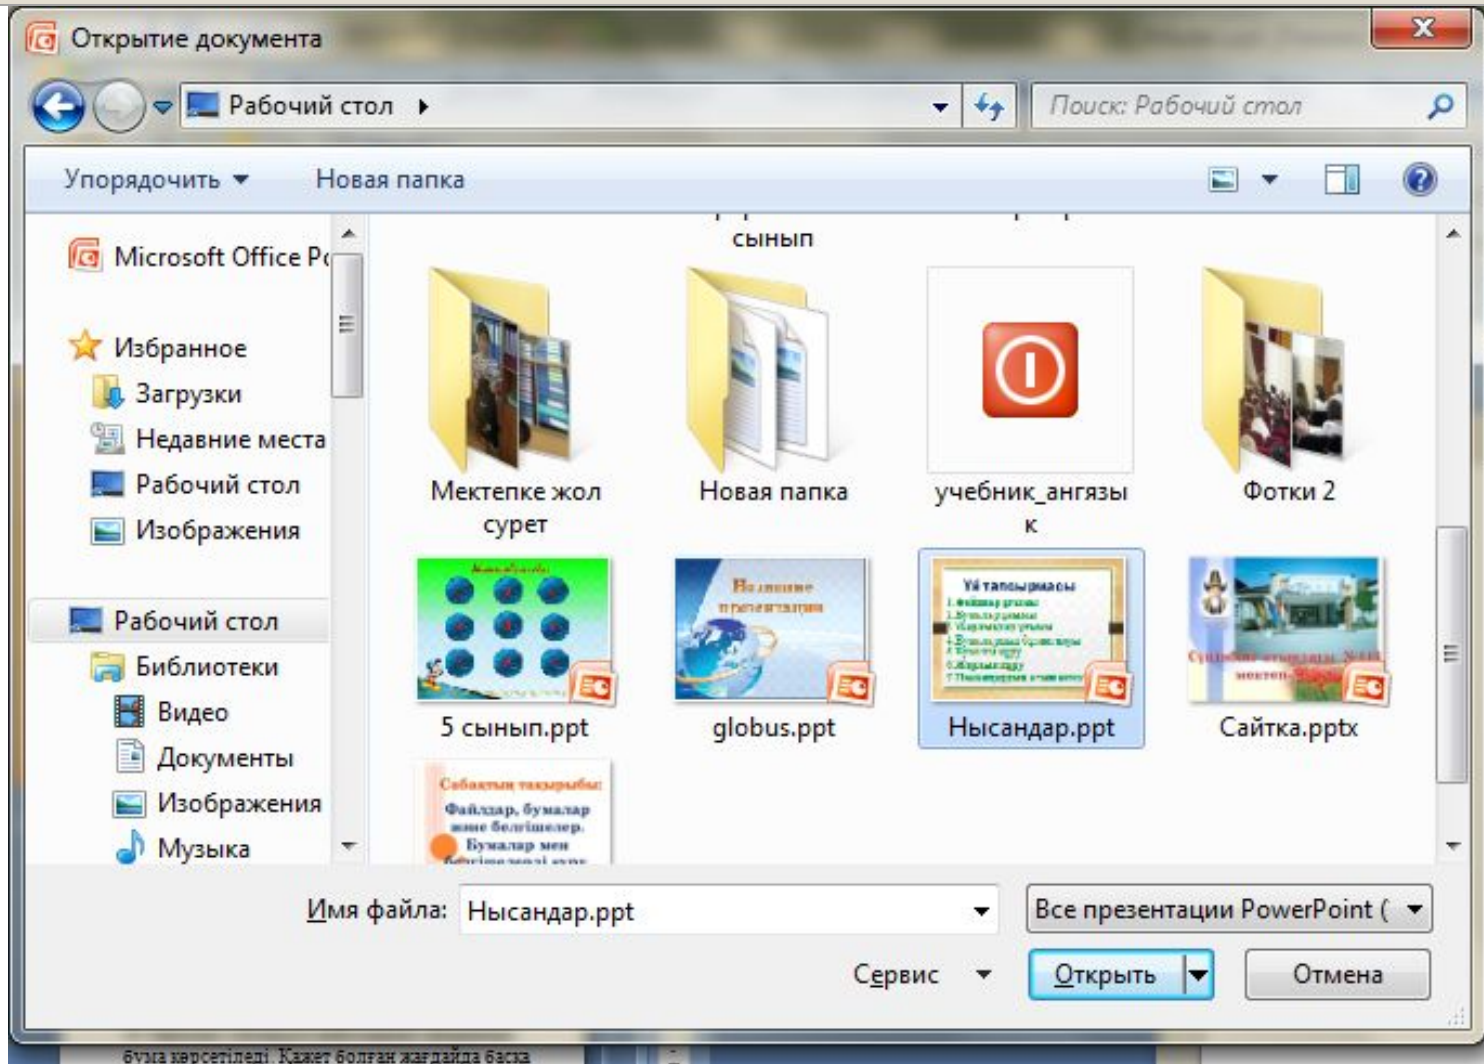 Открытие документа
Рабочий стол
Поиск: Рабочий стол
Упорядочить
Новая папка
Microsoft Office
Избранное
Загрузки
Недавние места
Рабочий стол
Изображения
Рабочий стол
Библиотеки
Видео
Документы
Изображения
Музыка
сынып
Мектепке жол
сурет
Новая папка
учебник_ангязы
к
Фотки 2
Название
презентации
Үй тапсырмасы
5 сынып.ppt
globus.ppt
Нысандар.ppt
Сайтка.pptx
Сабақтың тақырыбы:
Файлдар, бумалар
және белгішелер.
Бумалар мен
Имя файла: Нысандар.ppt
Все презентации PowerPoint (
Сервис
Открыть
Отмена
бума көрсетіледі. Қажет болған жағдайда басқа